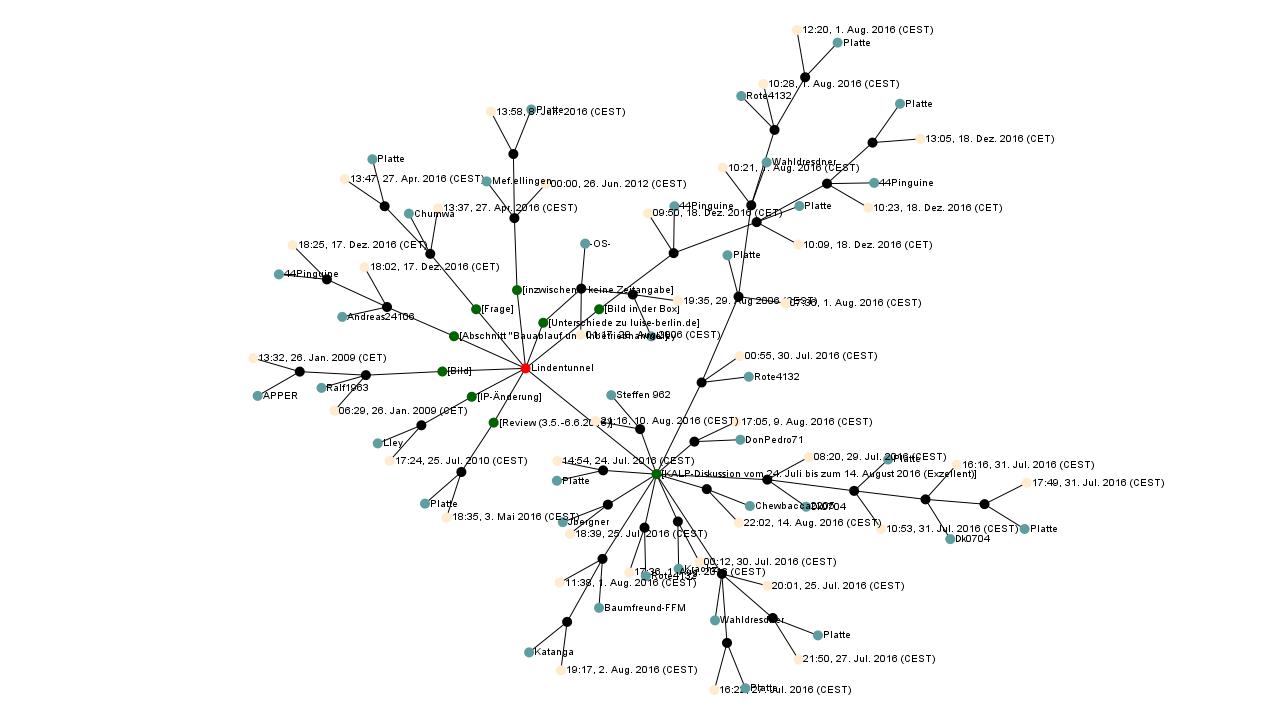 12:20, 1. Aug. 2016 (CEST)
Platte
10:28, 1. Aug. 2016 (CEST)
Rote4132
Platte
13:58,
2016 (CEST)
Platte
13:05, 18. Dez. 2016 (CET)
Platte
Wahldresdner
10:21, 1. Aug. 2016 (CEST)
13:47, 27. Apr. 2016 (CEST)
Mef.ellingen
00:00, 26. Jun. 2012 (CEST)
44Pinguine
44Pinguine
Platte
10:23, 18. Dez. 2016 (CET)
13:37, 27. Apr. 2016 (CEST)
Chumwa
09:50, 18. Dez. 2016 (CET)
18:25, 17. Dez. 2016 (CET)
-OS-
10:09, 18. Dez. 2016 (CET)
Platte
18:02, 17. Dez. 2016 (CET)
44Pinguine
[inzwischen
keine Zeitangabe]
19:35, 29. Aug 2006 (CEST)
1. Aug. 2016 (CEST)
[Frage]
[Bild in der Box]
Andreas24106
[Unterschiede zu luise-berlin.de]
[Abschnitt "Bauablauf
2006 (CEST)
13:32, 26. Jan. 2009 (CET)
00:55, 30. Jul. 2016 (CEST)
Lindentunnel
[Bild]
Rote4132
Ralf1963
APPER
Steffen 962
[IP-Änderung]
06:29, 26. Jan. 2009 (CET)
[Review (3.5.-6.6.2016)]
21:16, 10. Aug. 2016 (CEST)
17:05, 9. Aug. 2016 (CEST)
Lley
DonPedro71
17:24, 25. Jul. 2010 (CEST)
14:54, 24. Jul. 2016 (CEST)
08:20, 29. Jul. 2016 (CEST)
Platte
16:16, 31. Jul. 2016 (CEST)
[KALP-Diskussion vom 24. Juli bis zum 14. August 2016 (Exzellent)]
Platte
17:49, 31. Jul. 2016 (CEST)
Platte
Chewbacca2205
Dk0704
18:35, 3. Mai 2016 (CEST)
Jbergner
22:02, 14. Aug. 2016 (CEST)
10:53, 31. Jul. 2016 (CEST)
Platte
18:39, 25. Jul. 2016 (CEST)
Dk0704
00:12, 30. Jul. 2016 (CEST)
17:36, 1. Aug. 2016 (CEST)
Rote4132
11:38, 1. Aug. 2016 (CEST)
20:01, 25. Jul. 2016 (CEST)
Baumfreund-FFM
Wahldresdner
Platte
Katanga
21:50, 27. Jul. 2016 (CEST)
19:17, 2. Aug. 2016 (CEST)
16:22, 27. Jul. 2016 (CEST)
Platte